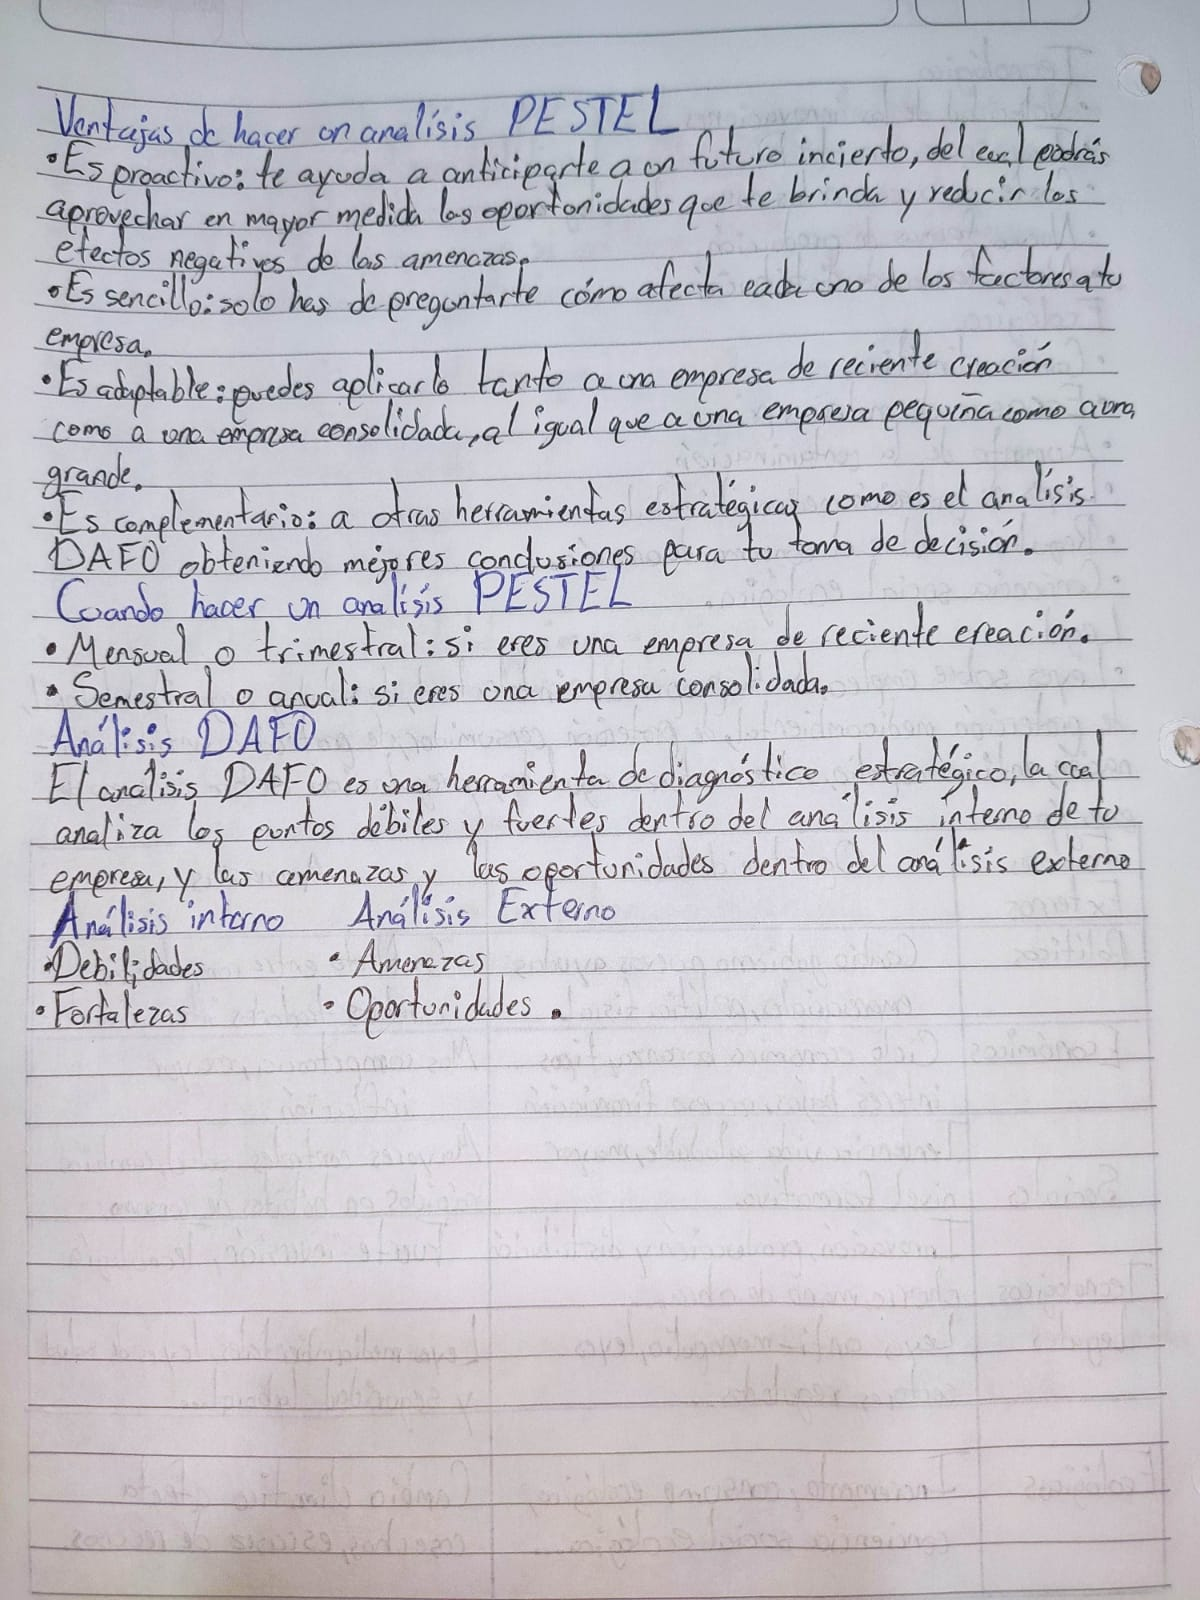 Ventajas de hacer un analísis PESTEL
• Es proactivo: te ayuda a anticiparte a un futuro incierto, del cual podrás
aprovechar en mayor medida las oportunidades que te brinda y reducir los
efectos negativos de las amenazas.
• Es sencillo: solo has de preguntarte cómo afecta cada uno de los factores a tu
empresa.
• Es adaptable: puedes aplicarlo tanto a una empresa de reciente creación
como a una empresa consolidada, al igual que a una empresa pequeña como a una
grande.
• Es complementario: a otras herramientas estratégicas como es el analísis
DAFO obteniendo mejores conclusiones para tu toma de decisión.
Cuando hacer un analísis PESTEL
• Mensual o trimestral: si eres una empresa de reciente creación.
• Semestral o anual: si eres una empresa consolidada.
Análisis DAFO
El análisis DAFO es una herramienta de diagnóstico estratégico, la cual
analiza los puntos débiles y fuertes dentro del análisis interno de tu
empresa, y las amenazas y las oportunidades dentro del análisis externo
Análisis interno Análisis Externo
• Debilidades • Amenazas
• Fortalezas • Oportunidades.